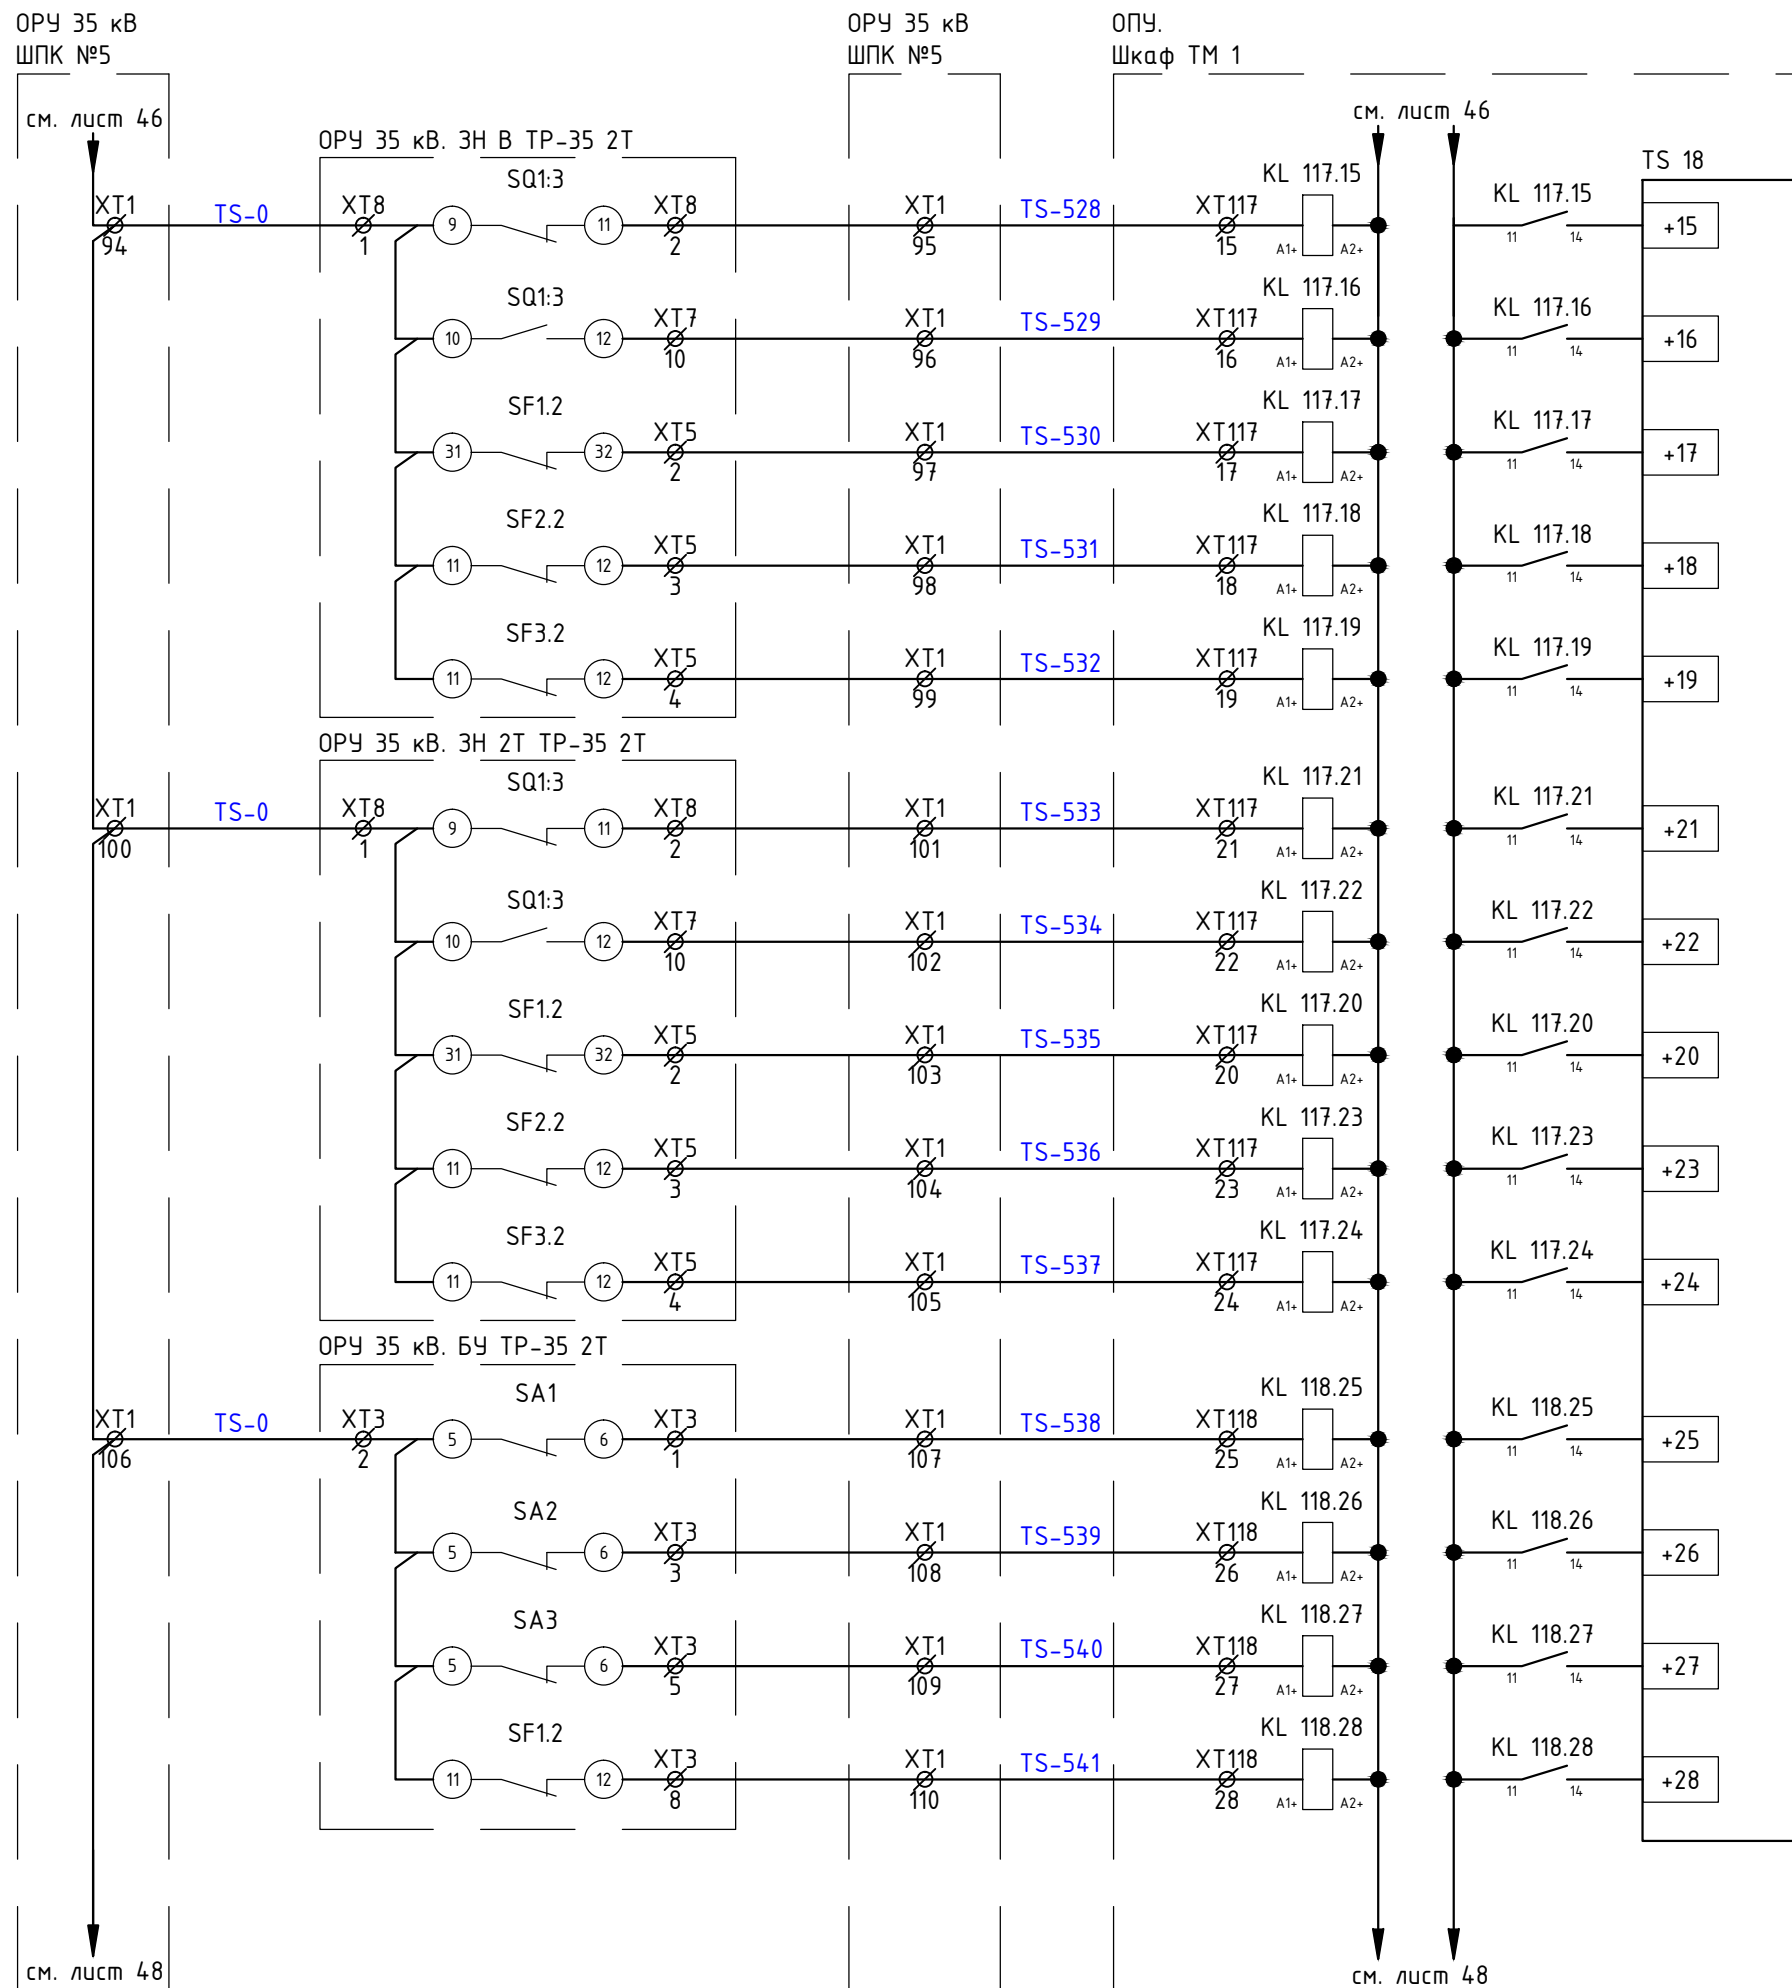 ОРУ 35 кВ
ШПК №5
ОРУ 35 кВ
ШПК №5
ОПУ.
Шкаф ТМ 1
см. лист 46
см. лист 46
ОРУ 35 кВ. ЗН В ТР-35 2Т
TS 18
SQ1:3
KL 117.15
KL 117.15
XT1 TS-0 XT8 9 11 XT8 XT1 TS-528 XT117 +15
94 1 2 95 15 A1+ A2+ 11 14
SQ1:3
KL 117.16
KL 117.16
10 12 XT7 XT1 TS-529 XT117 +16
10 96 16 A1+ A2+ 11 14
SF1.2
KL 117.17
KL 117.17
31 32 XT5 XT1 TS-530 XT117 +17
2 97 17 A1+ A2+ 11 14
SF2.2
KL 117.18
KL 117.18
11 12 XT5 XT1 TS-531 XT117 +18
3 98 18 A1+ A2+ 11 14
SF3.2
KL 117.19
KL 117.19
11 12 XT5 XT1 TS-532 XT117 +19
4 99 19 A1+ A2+ 11 14
ОРУ 35 кВ. ЗН 2Т ТР-35 2Т
SQ1:3
KL 117.21
KL 117.21
XT1 TS-0 XT8 9 11 XT8 XT1 TS-533 XT117 +21
100 1 2 101 21 A1+ A2+ 11 14
SQ1:3
KL 117.22
KL 117.22
10 12 XT7 XT1 TS-534 XT117 +22
10 102 22 A1+ A2+ 11 14
SF1.2
KL 117.20
KL 117.20
31 32 XT5 XT1 TS-535 XT117 +20
2 103 20 A1+ A2+ 11 14
SF2.2
KL 117.23
KL 117.23
11 12 XT5 XT1 TS-536 XT117 +23
3 104 23 A1+ A2+ 11 14
SF3.2
KL 117.24
KL 117.24
11 12 XT5 XT1 TS-537 XT117 +24
4 105 24 A1+ A2+ 11 14
ОРУ 35 кВ. БУ ТР-35 2Т
SA1
KL 118.25
KL 118.25
XT1 TS-0 XT3 5 6 XT3 XT1 TS-538 XT118 +25
106 2 1 107 25 A1+ A2+ 11 14
SA2
KL 118.26
KL 118.26
5 6 XT3 XT1 TS-539 XT118 +26
3 108 26 A1+ A2+ 11 14
SA3
KL 118.27
KL 118.27
5 6 XT3 XT1 TS-540 XT118 +27
5 109 27 A1+ A2+ 11 14
SF1.2
KL 118.28
KL 118.28
11 12 XT3 XT1 TS-541 XT118 +28
8 110 28 A1+ A2+ 11 14
см. лист 48
см. лист 48